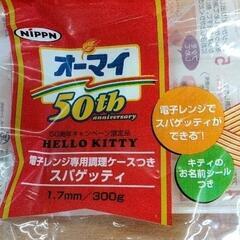 NIPPN
オーマイ
50th
anniversary
50周年キャンペーン限定品
HELLO KITTY
電子レンジ専用調理ケースつき
スパゲッティ
1.7mm/300g
電子レンジで
スパゲッティが
できる!
キティの
お名前シール
つき